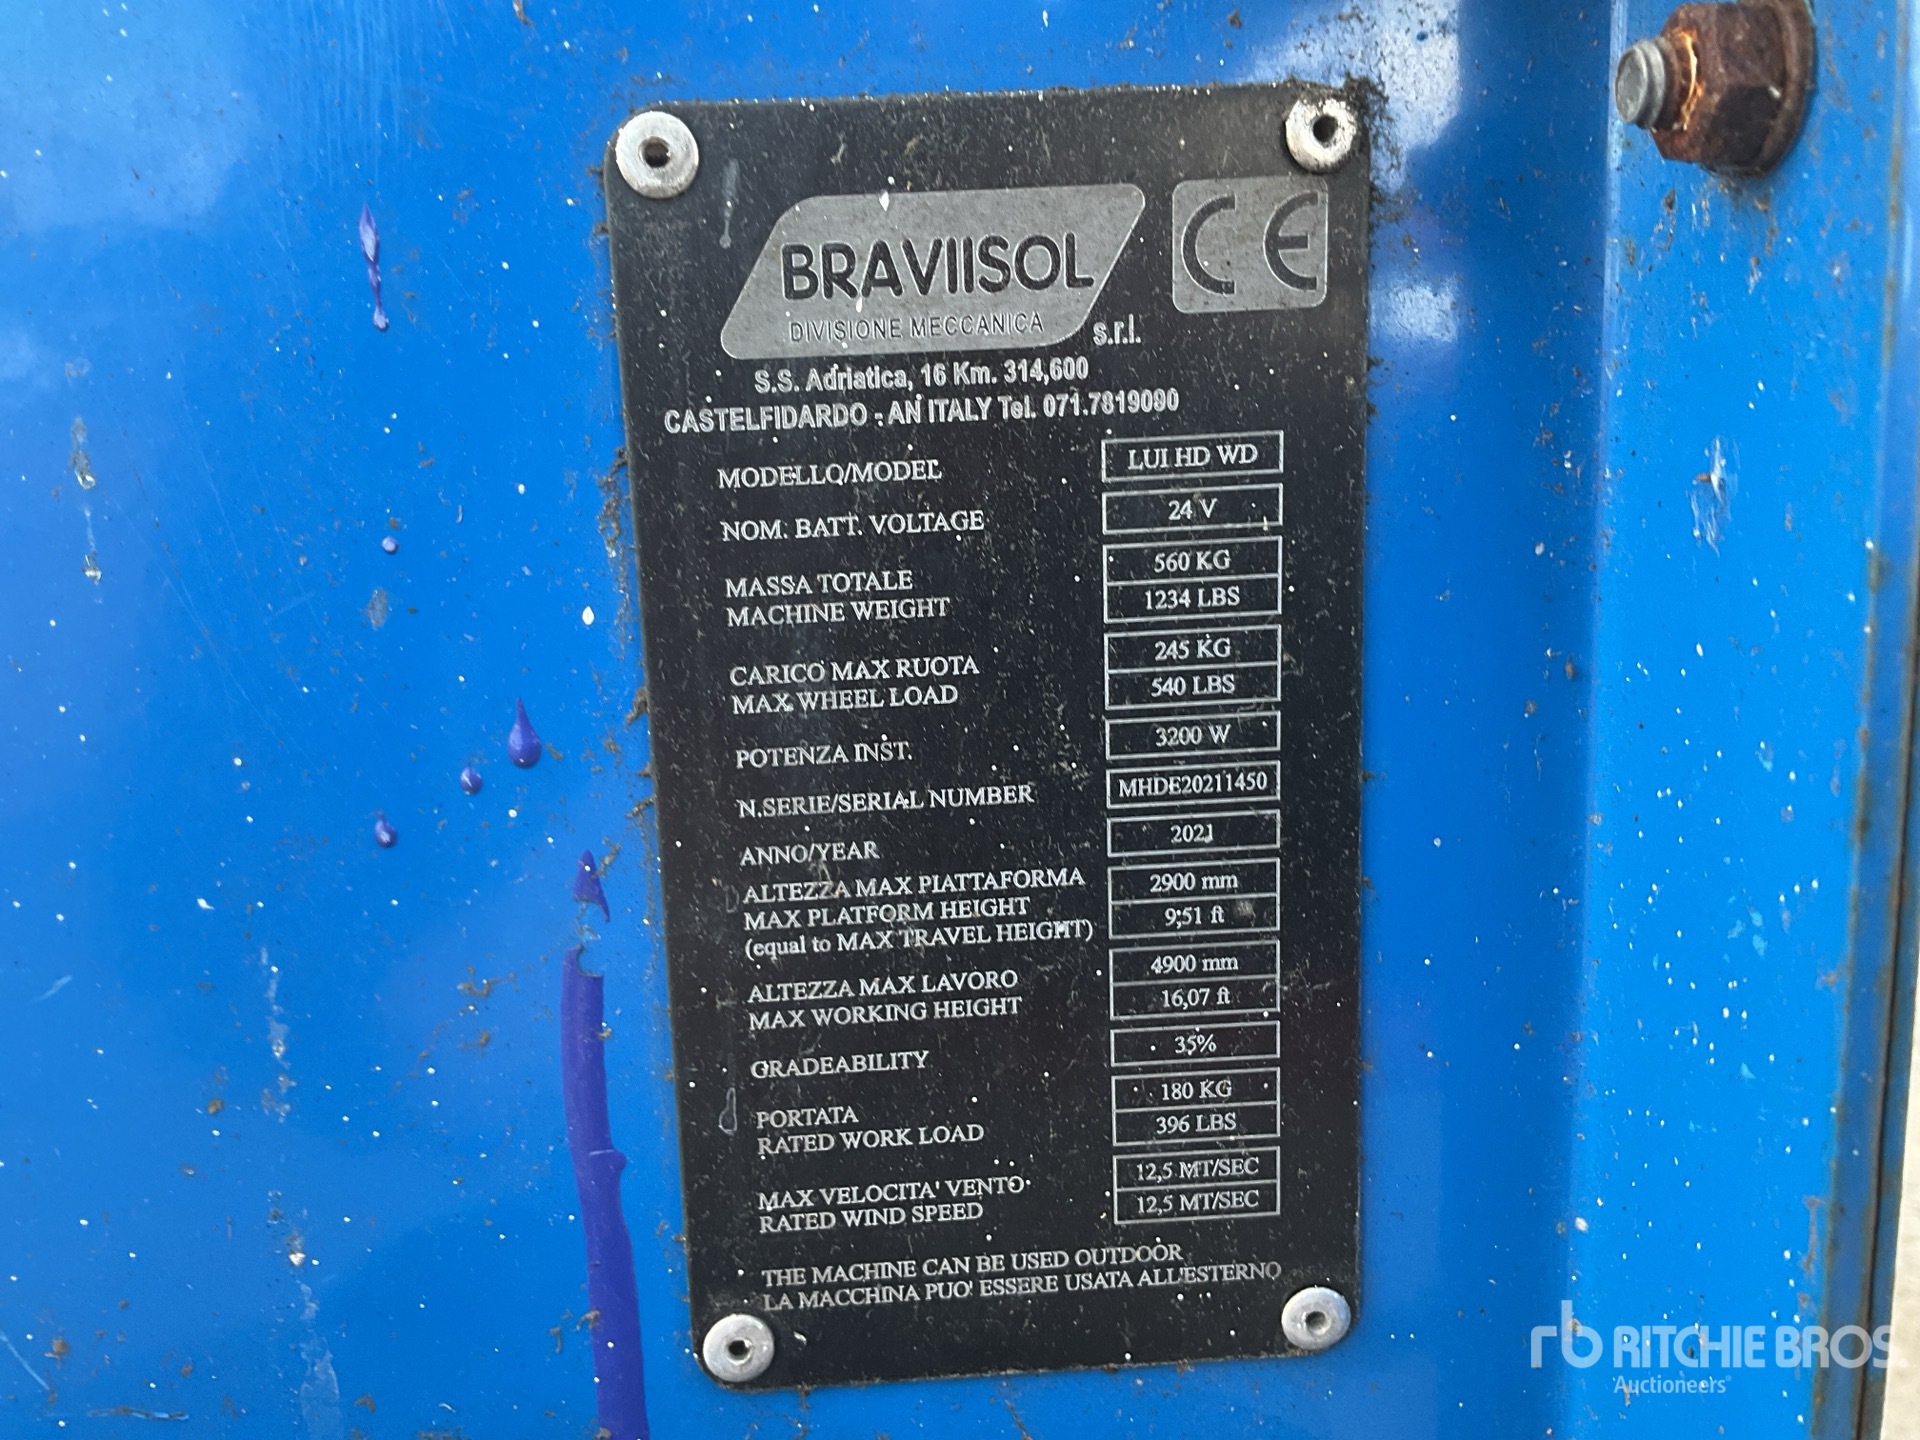 BRAVIISOL
DIVISIONE MECCANICA
s.r.l.
CE
S.S. Adriatica, 16 Km. 314,600
CASTELFIDARDO - AN ITALY Tel. 071.7819090
MODELLO/MODEL LUI HD WD
NOM. BATT. VOLTAGE 24 V
MASSA TOTALE 560 KG
MACHINE WEIGHT 1234 LBS
CARICO MAX RUOTA 245 KG
MAX WHEEL LOAD 540 LBS
POTENZA INST. 3200 W
N.SERIE/SERIAL NUMBER MHDE20211450
ANNO/YEAR 2021
ALTEZZA MAX PIATTAFORMA 2900 mm
MAX PLATFORM HEIGHT 9,51 ft
(equal to MAX TRAVEL HEIGHT)
ALTEZZA MAX LAVORO 4900 mm
MAX WORKING HEIGHT 16,07 ft
GRADEABILITY 35%
PORTATA 180 KG
RATED WORK LOAD 396 LBS
MAX VELOCITA' VENTO 12,5 MT/SEC
RATED WIND SPEED 12,5 MT/SEC
THE MACHINE CAN BE USED OUTDOOR
LA MACCHINA PUO' ESSERE USATA ALL'ESTERNO
rb RITCHIE BROS.
Auctioneers